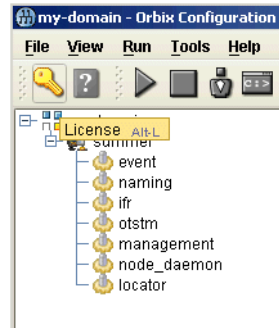 my-domain - Orbix Configuration
File View Run Tools Help
License Alt-L
summer
event
naming
ifr
otstm
management
node_daemon
locator